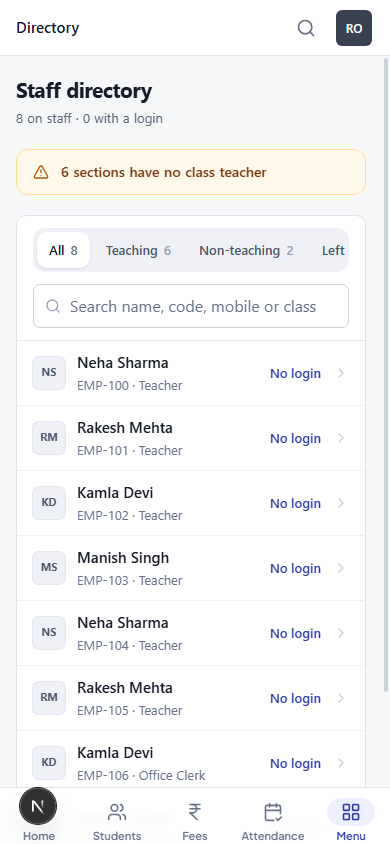 Directory
RO
Staff directory
8 on staff · 0 with a login
6 sections have no class teacher
All 8 Teaching 6 Non-teaching 2 Left
Search name, code, mobile or class
NS Neha Sharma No login
EMP-100 · Teacher
RM Rakesh Mehta No login
EMP-101 · Teacher
KD Kamla Devi No login
EMP-102 · Teacher
MS Manish Singh No login
EMP-103 · Teacher
NS Neha Sharma No login
EMP-104 · Teacher
RM Rakesh Mehta No login
EMP-105 · Teacher
KD Kamla Devi No login
EMP-106 · Office Clerk
N
Home Students Fees Attendance Menu